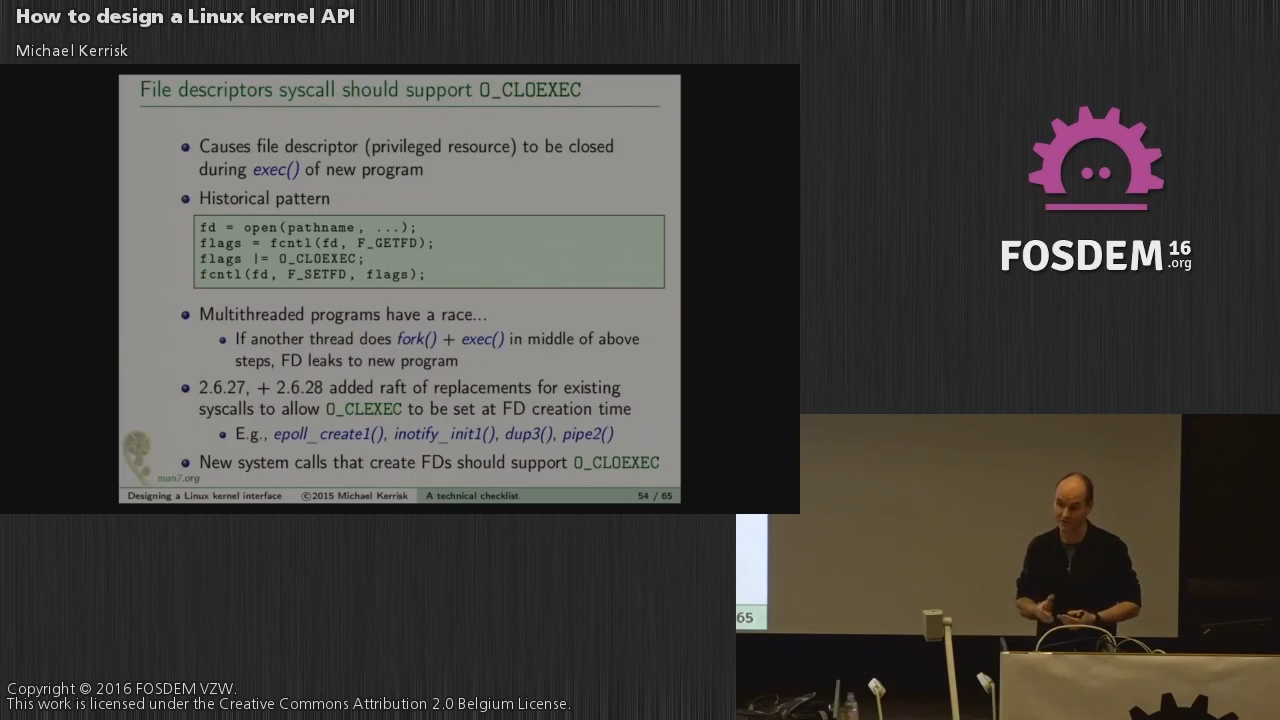 How to design a Linux kernel API
Michael Kerrisk
File descriptors syscall should support O_CLOEXEC
Causes file descriptor (privileged resource) to be closed
during exec() of new program
Historical pattern
fd = open(pathname, ...);
flags = fcntl(fd, F_GETFD);
flags |= O_CLOEXEC;
fcntl(fd, F_SETFD, flags);
Multithreaded programs have a race...
If another thread does fork() + exec() in middle of above
steps, FD leaks to new program
2.6.27, + 2.6.28 added raft of replacements for existing
syscalls to allow O_CLEXEC to be set at FD creation time
E.g., epoll_create1(), inotify_init1(), dup3(), pipe2()
New system calls that create FDs should support O_CLOEXEC
man7.org
Designing a Linux kernel interface ©2015 Michael Kerrisk A technical checklist 54 / 65
FOSDEM 16 .org
65
Copyright © 2016 FOSDEM VZW.
This work is licensed under the Creative Commons Attribution 2.0 Belgium License.